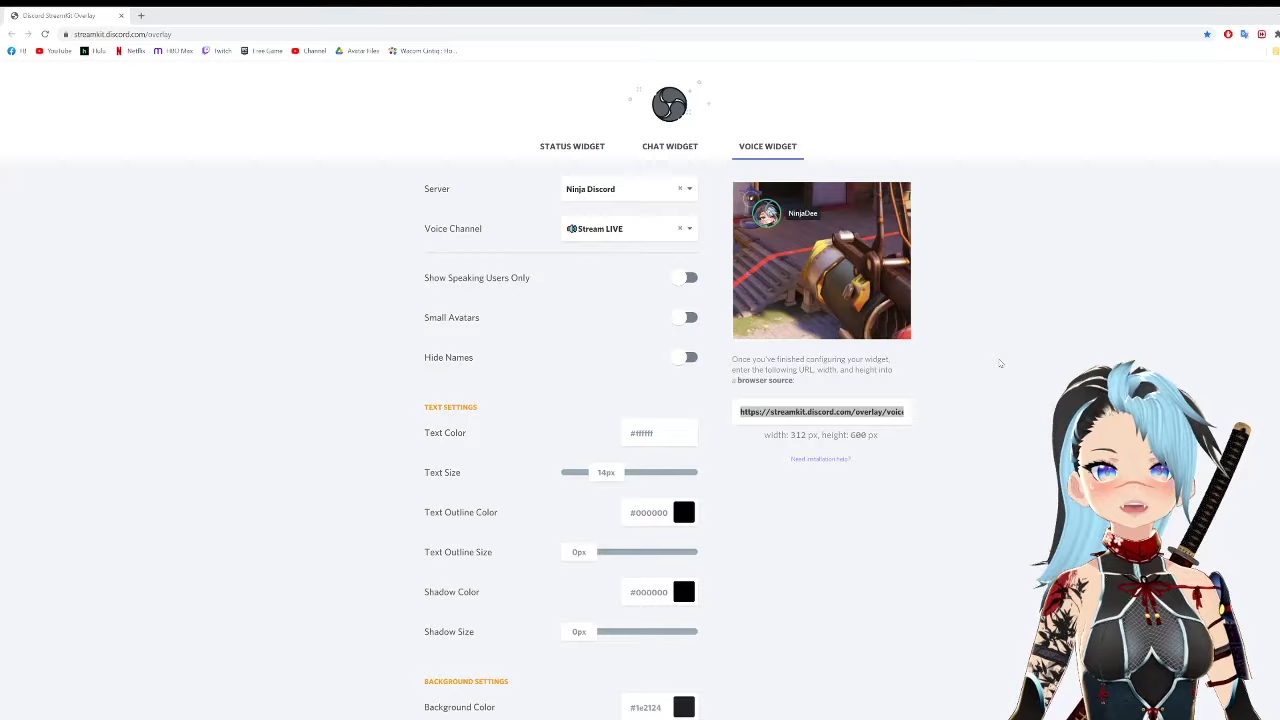 Discord StreamKit Overlay
streamkit.discord.com/overlay
YouTube
Hulu
Netflix
HBO Max
Twitch
Free Game
Channel
Avatar Files
Wacom Cintiq : Ho...
STATUS WIDGET
CHAT WIDGET
VOICE WIDGET
Server
Ninja Discord
Voice Channel
Stream LIVE
Show Speaking Users Only
Small Avatars
Hide Names
TEXT SETTINGS
Text Color
#ffffff
Text Size
14px
Text Outline Color
#000000
Text Outline Size
0px
Shadow Color
#000000
Shadow Size
0px
BACKGROUND SETTINGS
Background Color
#1e2124
NinjaDee
Once you've finished configuring your widget,
enter the following URL, width, and height into
a browser source:
https://streamkit.discord.com/overlay/voice
width: 312 px, height: 600 px
Need installation help?